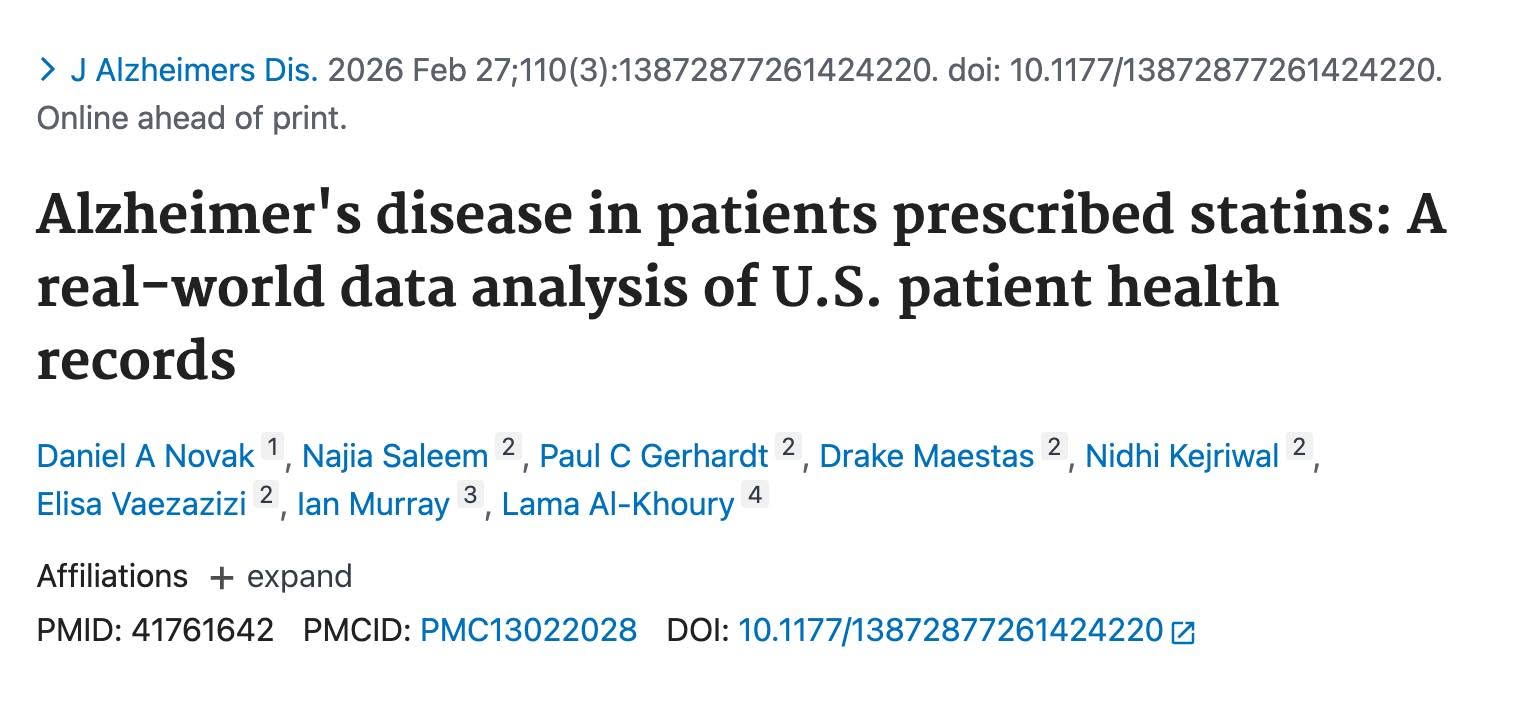 > J Alzheimers Dis. 2026 Feb 27;110(3):13872877261424220. doi: 10.1177/13872877261424220.
Online ahead of print.
Alzheimer's disease in patients prescribed statins: A
real-world data analysis of U.S. patient health
records
Daniel A Novak 1, Najia Saleem 2, Paul C Gerhardt 2, Drake Maestas 2, Nidhi Kejriwal 2,
Elisa Vaezazizi 2, Ian Murray 3, Lama Al-Khoury 4
Affiliations + expand
PMID: 41761642 PMCID: PMC13022028 DOI: 10.1177/13872877261424220